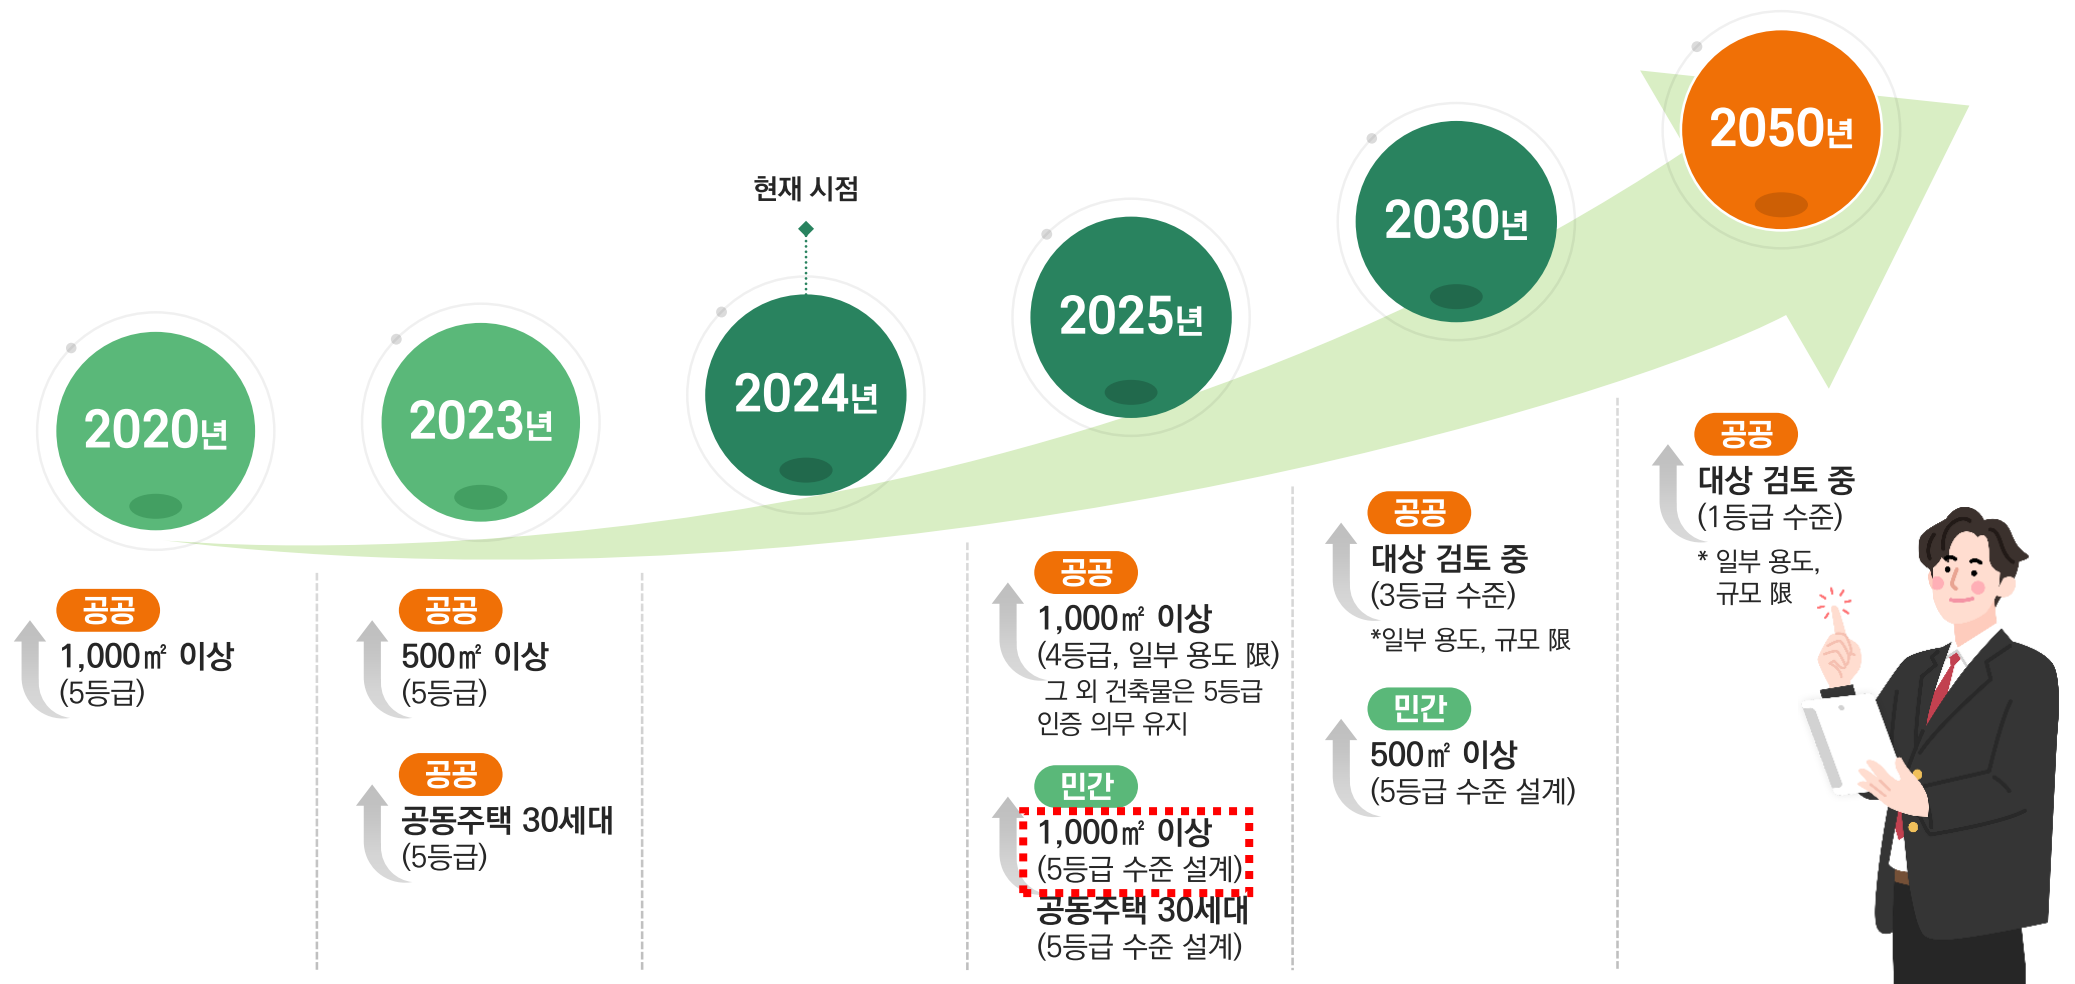 2020년
공공
1,000㎡ 이상
(5등급)
2023년
공공
500㎡ 이상
(5등급)
공공
공동주택 30세대
(5등급)
현재 시점
2024년
2025년
공공
1,000㎡ 이상
(4등급, 일부 용도 限)
그 외 건축물은 5등급
인증 의무 유지
민간
1,000㎡ 이상
(5등급 수준 설계)
공동주택 30세대
(5등급 수준 설계)
2030년
공공
대상 검토 중
(3등급 수준)
*일부 용도, 규모 限
민간
500㎡ 이상
(5등급 수준 설계)
2050년
공공
대상 검토 중
(1등급 수준)
* 일부 용도,
규모 限